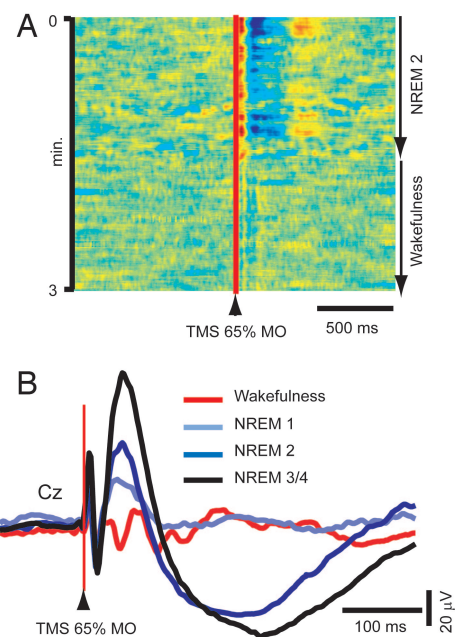 A
0
min.
3
NREM 2
Wakefulness
TMS 65% MO
500 ms
B
Wakefulness
NREM 1
NREM 2
NREM 3/4
Cz
TMS 65% MO
100 ms
20 μV